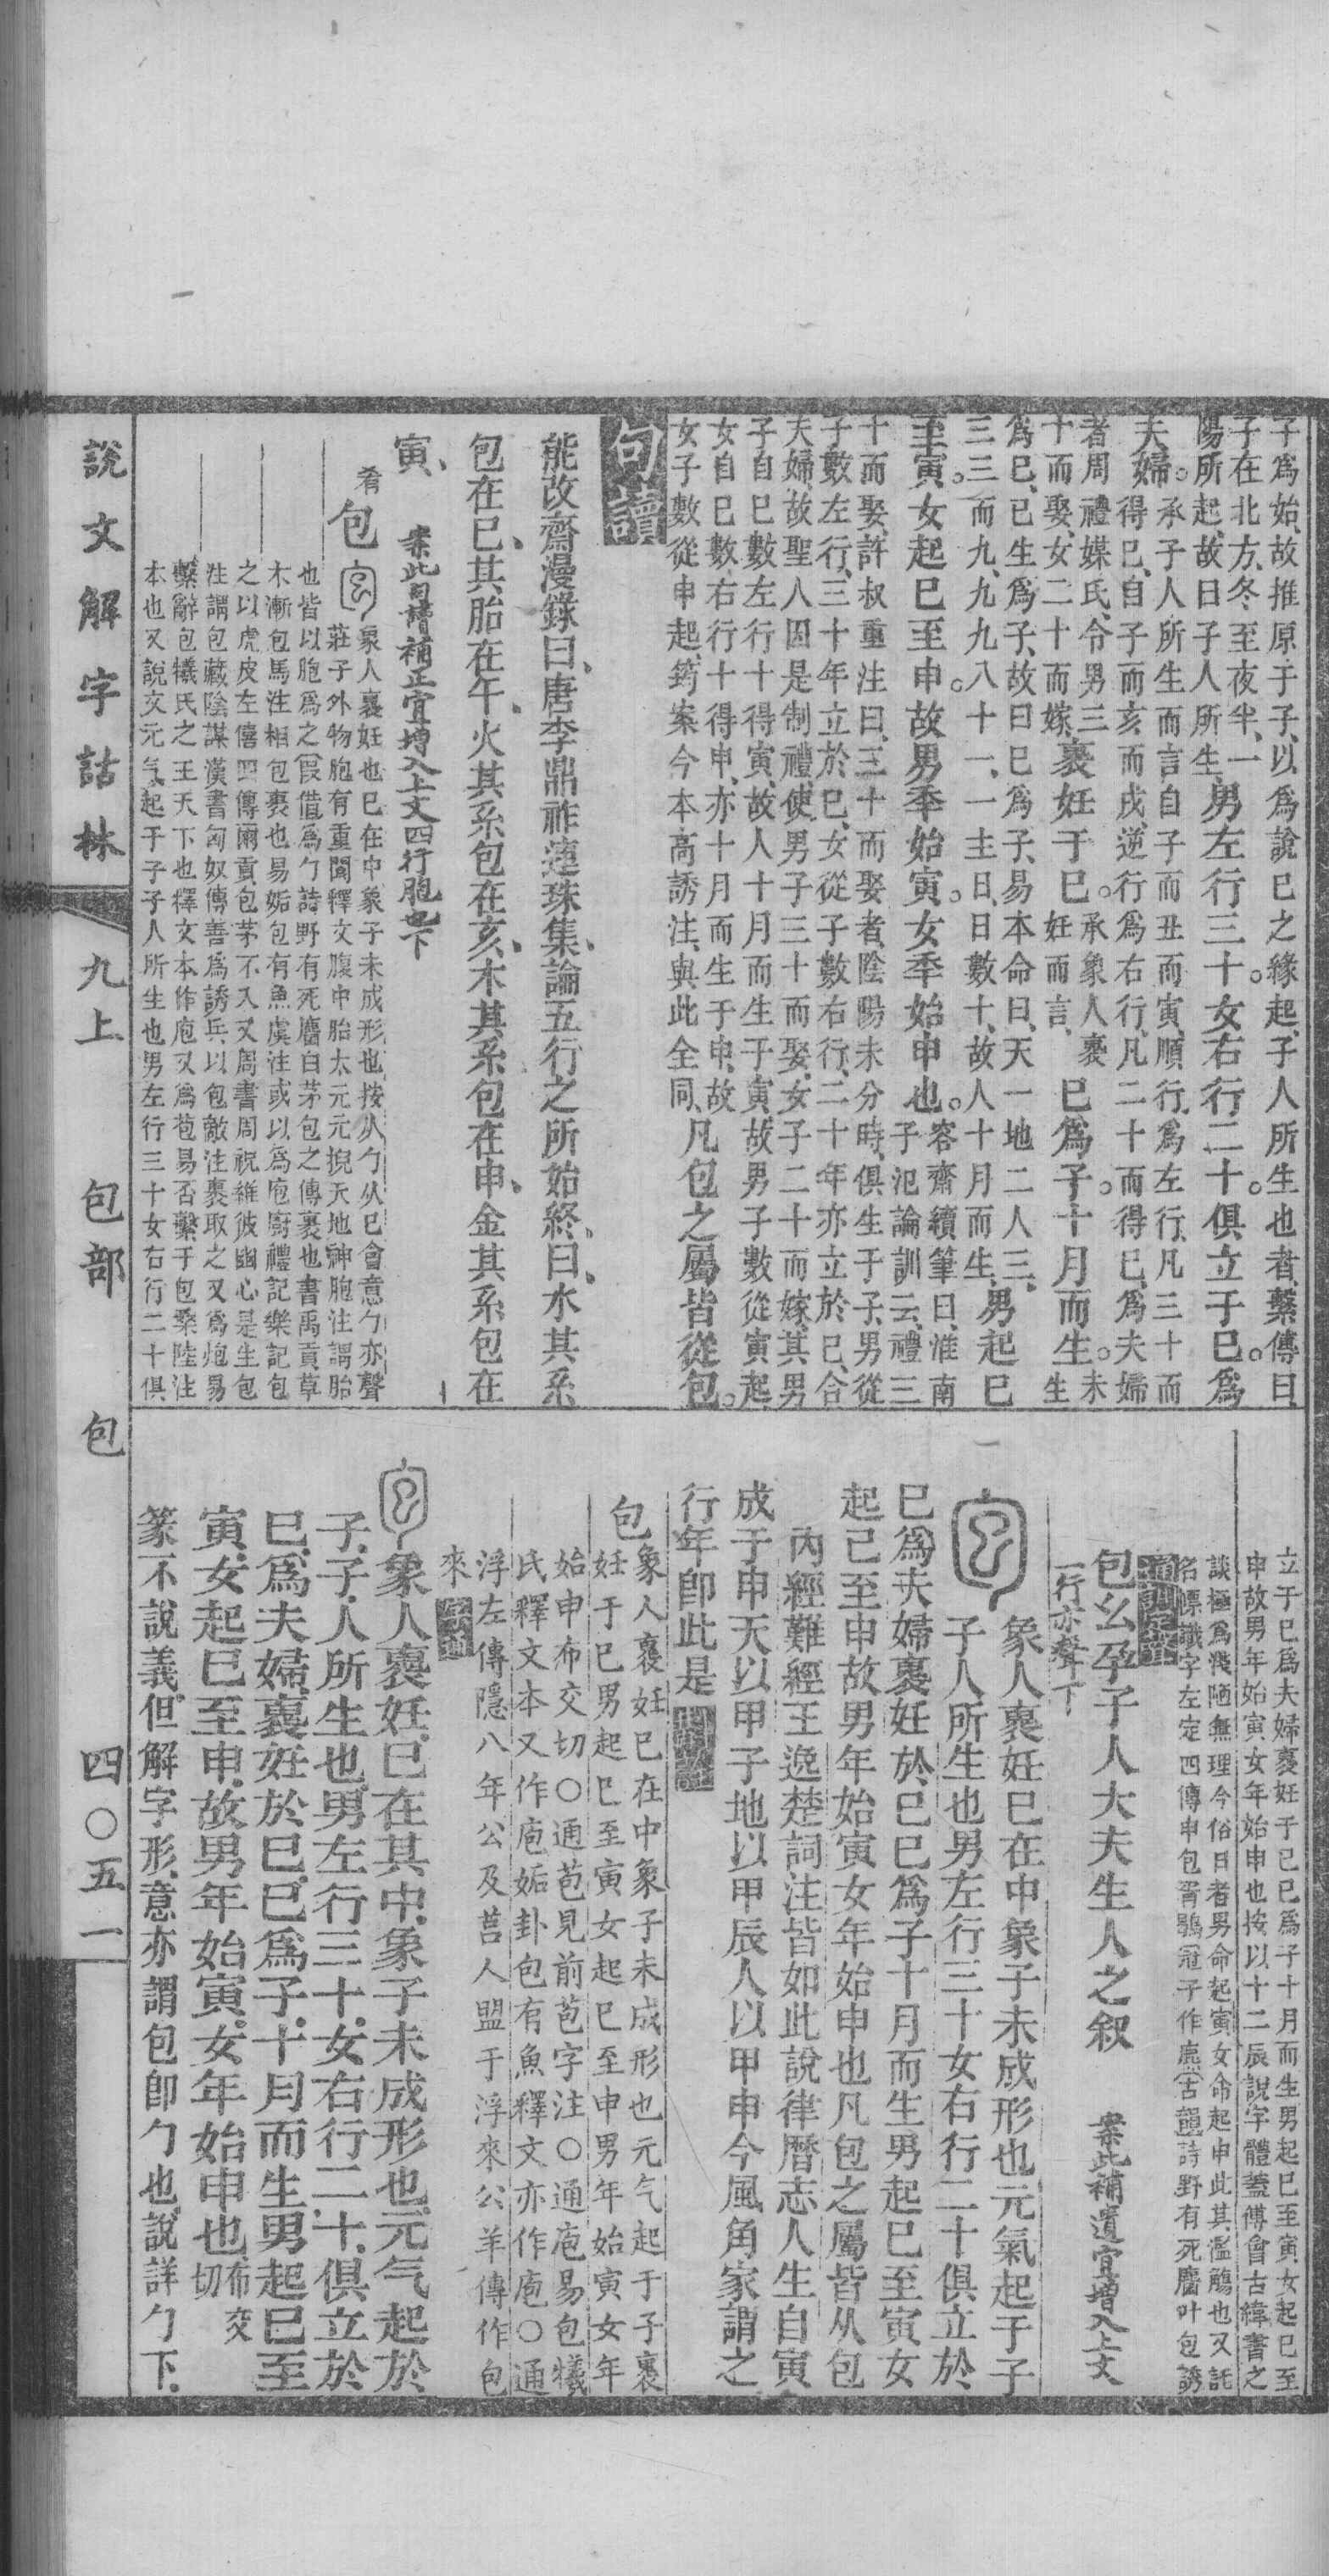 子爲始、故推原于子、以爲說巳之緣起、子人所生也者、繫傳曰、
子在北方、冬至夜半、一陽所起、故曰子人所生、男左行三十。女右行二十。俱立于巳。爲
夫婦。承子人所生而言自子而丑而寅、順行、爲左行、凡三十而得巳、自子而亥而戌逆行爲右行、凡二十而得巳、爲夫婦
者周禮媒氏、令男三十而娶、女二十而嫁、裹妊于巳。承象人裹妊而言、巳爲子。十月而生。未生
爲巳、巳生爲子、故曰巳爲子、易本命曰、天一地二人三、三三而九、九九八十一、一主日、日數十、故人十月而生、男起巳
至寅。女起巳至申。故男季始寅。女季始申也。容齋續筆曰、淮南子氾論訓云、禮三
十而娶、許叔重注曰、三十而娶者、陰陽未分時、俱生于子、男從子數左行、三十年立於巳、女從子數右行、二十年亦立於巳、合
夫婦、故聖人因是制禮、使男子三十而娶、女子二十而嫁、其男子自巳數左行十得寅、故人十月而生于寅、故男子數從寅起、
女自巳數、右行十得申、亦十月而生于申、故女子數從申起、筠案今本高誘注、與此全同、凡包之屬皆從包。
句讀
能改齋漫錄曰、唐李鼎祚蓮珠集、論五行之所始終、曰、水其系
包在巳、其胎在午、火其系包在亥、木其系包在申、金其系包在
寅、 案此句讀補正宜增入上文四行胞也下
肴
包 象人裹妊也巳在中象子未成形也、按从勹从巳會意勹亦聲
莊子外物胞有重閬釋文腹中胎太元元掜天地神胞注謂胎
也皆以胞爲之假借爲勹詩野有死麕白茅包之傳裹也書禹貢草
木漸包馬注相包裹也易姤包有魚虞注或以爲庖廚禮記樂記包
之以虎皮左僖四傳爾貢包茅不入又周書周祝維彼幽心是生包
注謂包藏陰謀漢書匈奴傳善爲誘兵以包敵注裹取之又爲炮易
繫辭包犧氏之王天下也釋文本作庖又爲苞易否繫于包桑陸注
本也又說文元气起于子子人所生也男左行三十女右行二十俱
立于巳爲夫婦裹妊于巳巳爲子十月而生男起巳至寅女起巳至
申故男年始寅女年始申也按以十二辰說字體蓋傅會古緯書之
談極爲淺陋無理今俗日者男命起寅女命起申此其濫觴也又託
名幖識字左定四傳申包胥鶡冠子作麃(古韻)詩野有死麕叶包誘
包幺孕子人大夫生人之叙 案此補遺宜增入上文
一行亦聲下
象人裹妊巳在中象子未成形也元氣起于子
子人所生也男左行三十女右行二十俱立於
巳爲夫婦裹妊於巳巳爲子十月而生男起巳至寅女
起巳至申故男年始寅女年始申也凡包之屬皆从包
內經難經王逸楚詞注皆如此說律曆志人生自寅
成于申天以甲子地以甲辰人以甲申今風角家謂之
行年卽此是
包 象人裹妊巳在中象子未成形也元气起于子裹
妊于巳男起巳至寅女起巳至申男年始寅女年
始申布交切○通苞見前苞字注○通庖易包犧
氏釋文本又作庖姤卦包有魚釋文亦作庖○通
浮左傳隱八年公及莒人盟于浮來公羊傳作包
來
象人裹妊、巳在其中、象子未成形也、元气起於
子、子、人所生也、男左行三十、女右行二十、俱立於
巳、爲夫婦、裹妊於巳、巳爲子、十月而生、男起巳至
寅、女起巳至申、故男年始寅、女年始申也、布交切
篆不說義、但解字形、意亦謂包卽勹也、說詳勹下、
說文解字詁林 九上 包部 包 四○五一